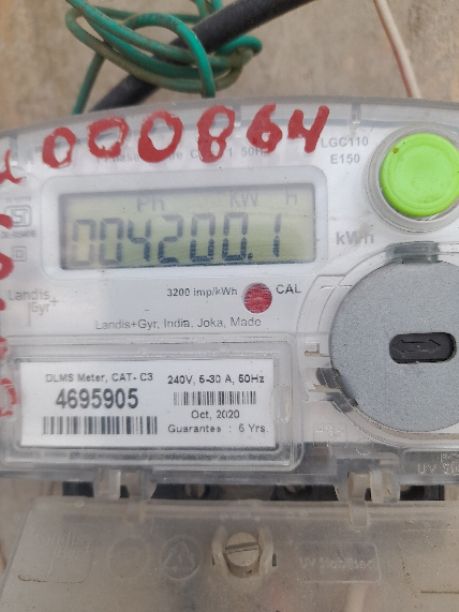 000864
LGC110
E150
PH KW H
004200.1
kWh
3200 imp/kWh CAL
Landis
Gyr
Landis+Gyr, India, Joka, Made
DLMS Meter, CAT- C3
4695905
240V, 5-30 A, 50Hz
Oct, 2020
Guarantee : 5 Yrs.